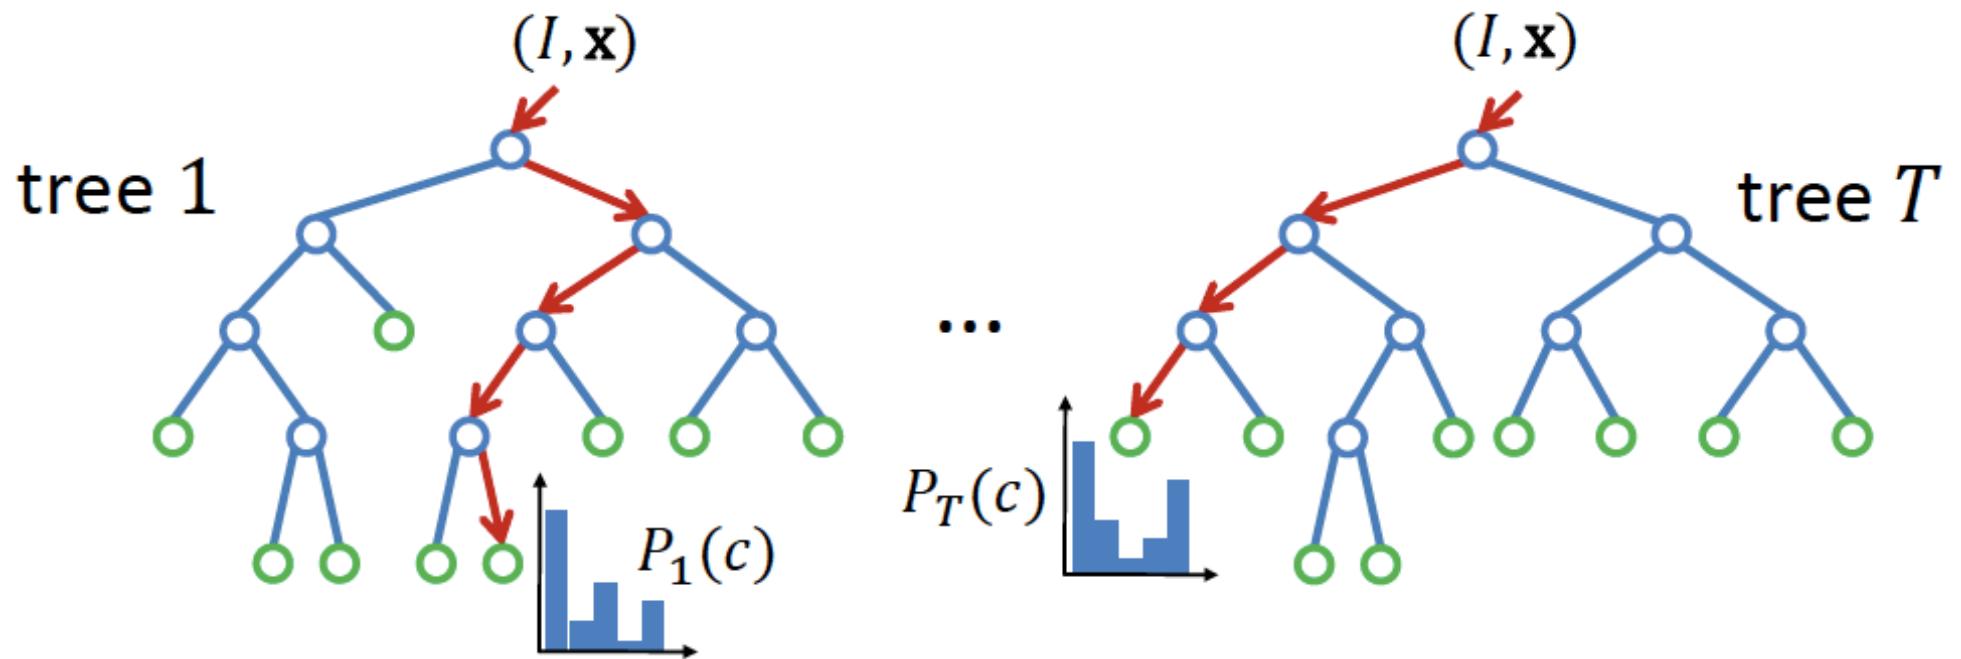 (I, x)
(I, x)
tree 1
tree T
...
P_T(c)
P_1(c)